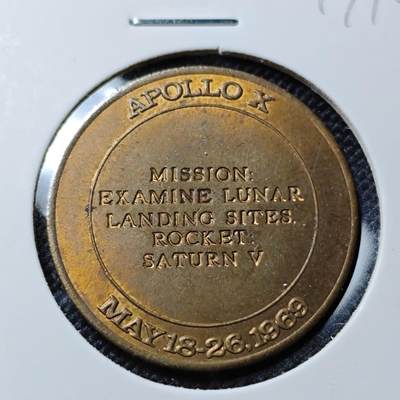 APOLLO X
MISSION:
EXAMINE LUNAR
LANDING SITES.
ROCKET:
SATURN V
MAY 18-26, 1969